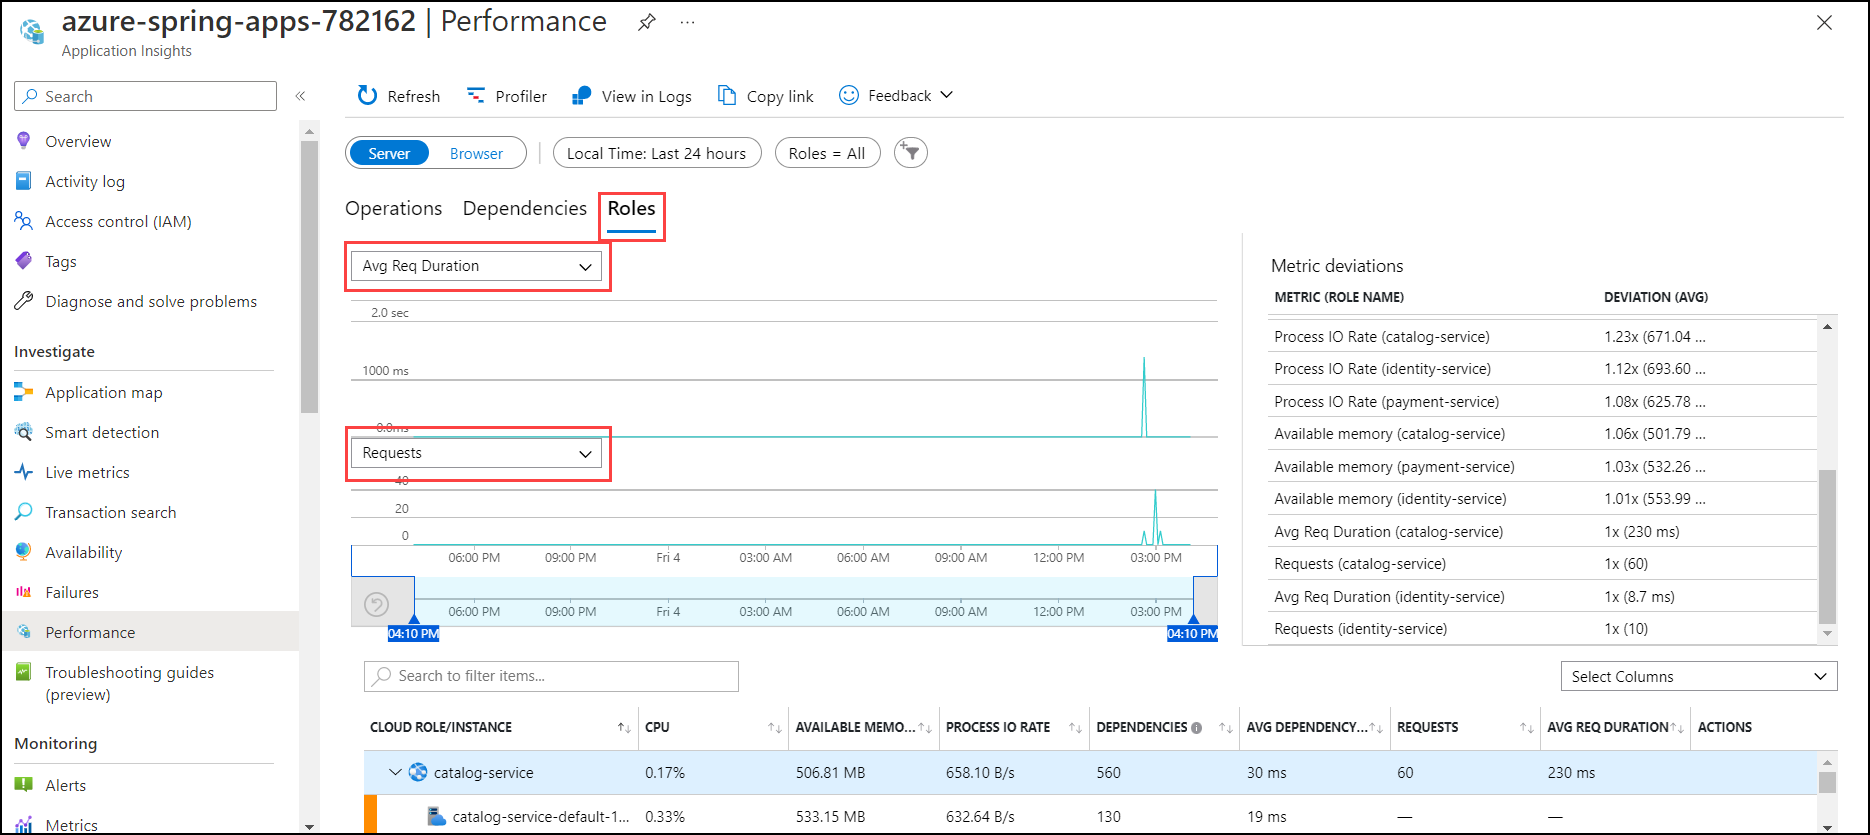 azure-spring-apps-782162 | Performance
Application Insights
Search
Overview
Activity log
Access control (IAM)
Tags
Diagnose and solve problems
Investigate
Application map
Smart detection
Live metrics
Transaction search
Availability
Failures
Performance
Troubleshooting guides
(preview)
Monitoring
Alerts
Metrics
Refresh
Profiler
View in Logs
Copy link
Feedback
Server
Browser
Local Time: Last 24 hours
Roles = All
Operations
Dependencies
Roles
Avg Req Duration
2.0 sec
1000 ms
0.0ms
Requests
40
20
0
06:00 PM 09:00 PM Fri 4 03:00 AM 06:00 AM 09:00 AM 12:00 PM 03:00 PM
06:00 PM 09:00 PM Fri 4 03:00 AM 06:00 AM 09:00 AM 12:00 PM 03:00 PM
04:10 PM 04:10 PM
Metric deviations
METRIC (ROLE NAME) DEVIATION (AVG)
Process IO Rate (catalog-service) 1.23x (671.04 ...
Process IO Rate (identity-service) 1.12x (693.60 ...
Process IO Rate (payment-service) 1.08x (625.78 ...
Available memory (catalog-service) 1.06x (501.79 ...
Available memory (payment-service) 1.03x (532.26 ...
Available memory (identity-service) 1.01x (553.99 ...
Avg Req Duration (catalog-service) 1x (230 ms)
Requests (catalog-service) 1x (60)
Avg Req Duration (identity-service) 1x (8.7 ms)
Requests (identity-service) 1x (10)
Search to filter items...
Select Columns
CLOUD ROLE/INSTANCE CPU AVAILABLE MEMO... PROCESS IO RATE DEPENDENCIES AVG DEPENDENCY... REQUESTS AVG REQ DURATION ACTIONS
catalog-service 0.17% 506.81 MB 658.10 B/s 560 30 ms 60 230 ms
catalog-service-default-1... 0.33% 533.15 MB 632.64 B/s 130 19 ms — —